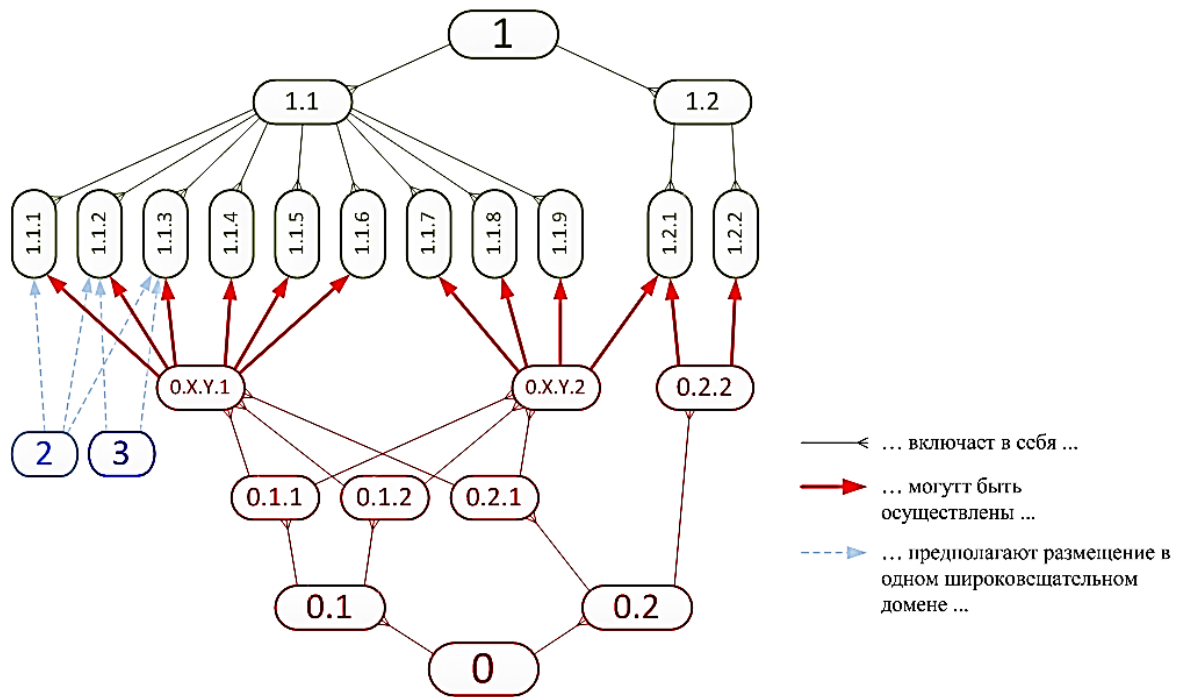 1
1.1
1.2
1.1.1
1.1.2
1.1.3
1.1.4
1.1.5
1.1.6
1.1.7
1.1.8
1.1.9
1.2.1
1.2.2
0.X.Y.1
0.X.Y.2
0.2.2
2
3
0.1.1
0.1.2
0.2.1
0.1
0.2
0
... включает в себя ...
... могутт быть
осуществлены ...
... предполагают размещение в
одном широковещательном
домене ...